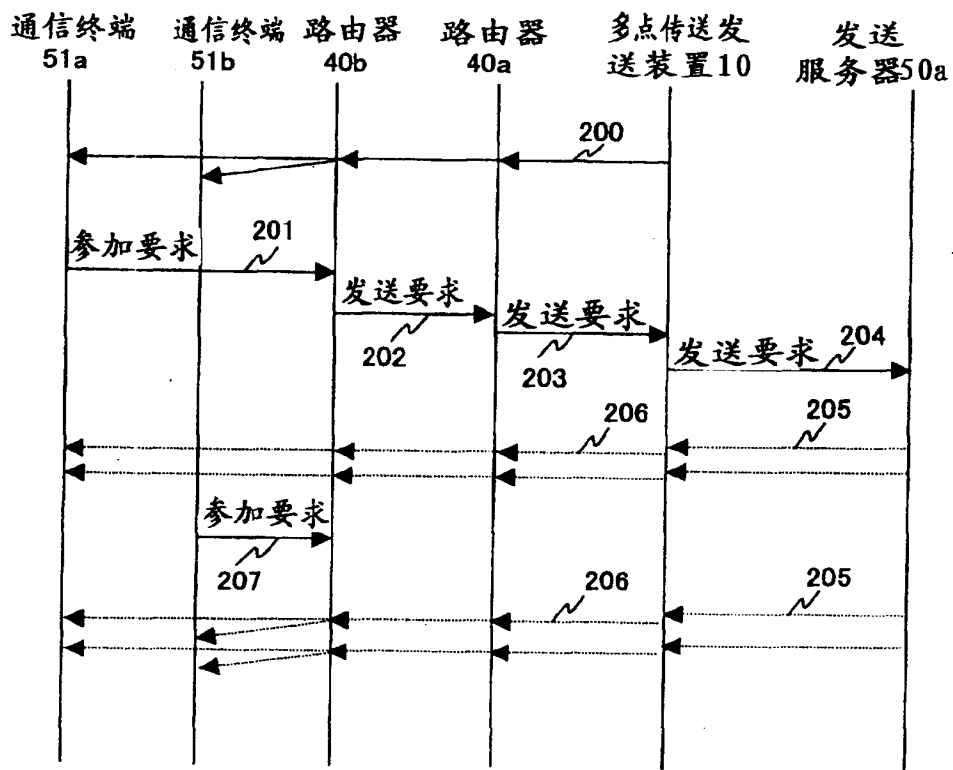 通信终端
51a
通信终端
51b
路由器
40b
路由器
40a
多点传送发
送装置10
发送
服务器50a
200
参加要求
201
发送要求
202
发送要求
203
发送要求
204
206
205
参加要求
207
206
205